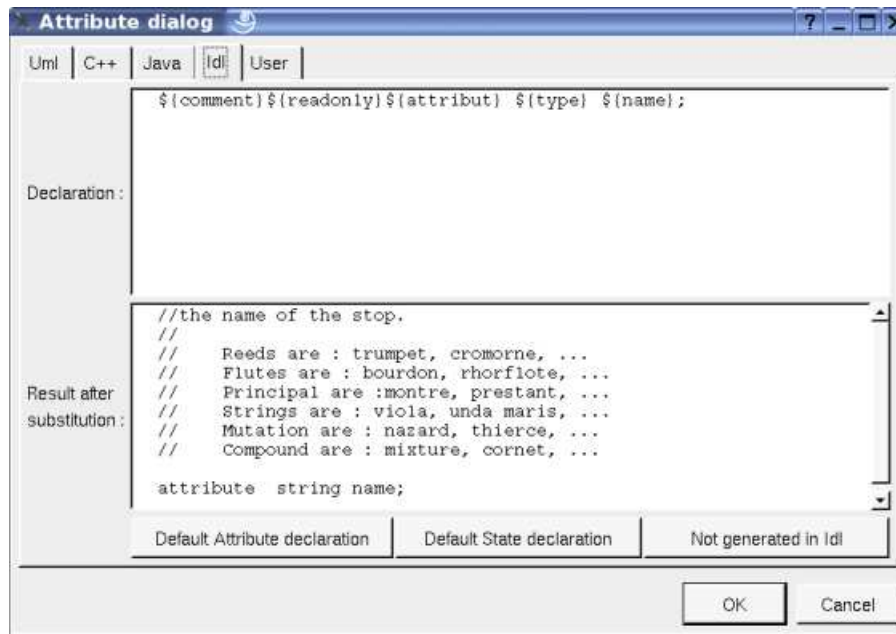 Attribute dialog
Uml C++ Java Idl User
${comment}${readonly}${attribut} ${type} ${name};
Declaration :
//the name of the stop.
//
// Reeds are : trumpet, cromorne, ...
// Flutes are : bourdon, rhorflote, ...
// Principal are :montre, prestant, ...
// Strings are : viola, unda maris, ...
// Mutation are : nazard, thierce, ...
// Compound are : mixture, cornet, ...
attribute  string name;
Result after
substitution :
Default Attribute declaration Default State declaration Not generated in Idl
OK Cancel